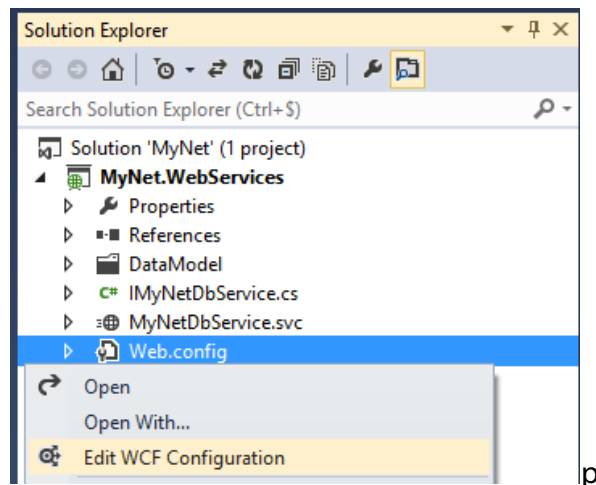 Solution Explorer
Search Solution Explorer (Ctrl+$)
Solution 'MyNet' (1 project)
MyNet.WebServices
Properties
References
DataModel
C# IMyNetDbService.cs
MyNetDbService.svc
Web.config
Open
Open With...
Edit WCF Configuration
p